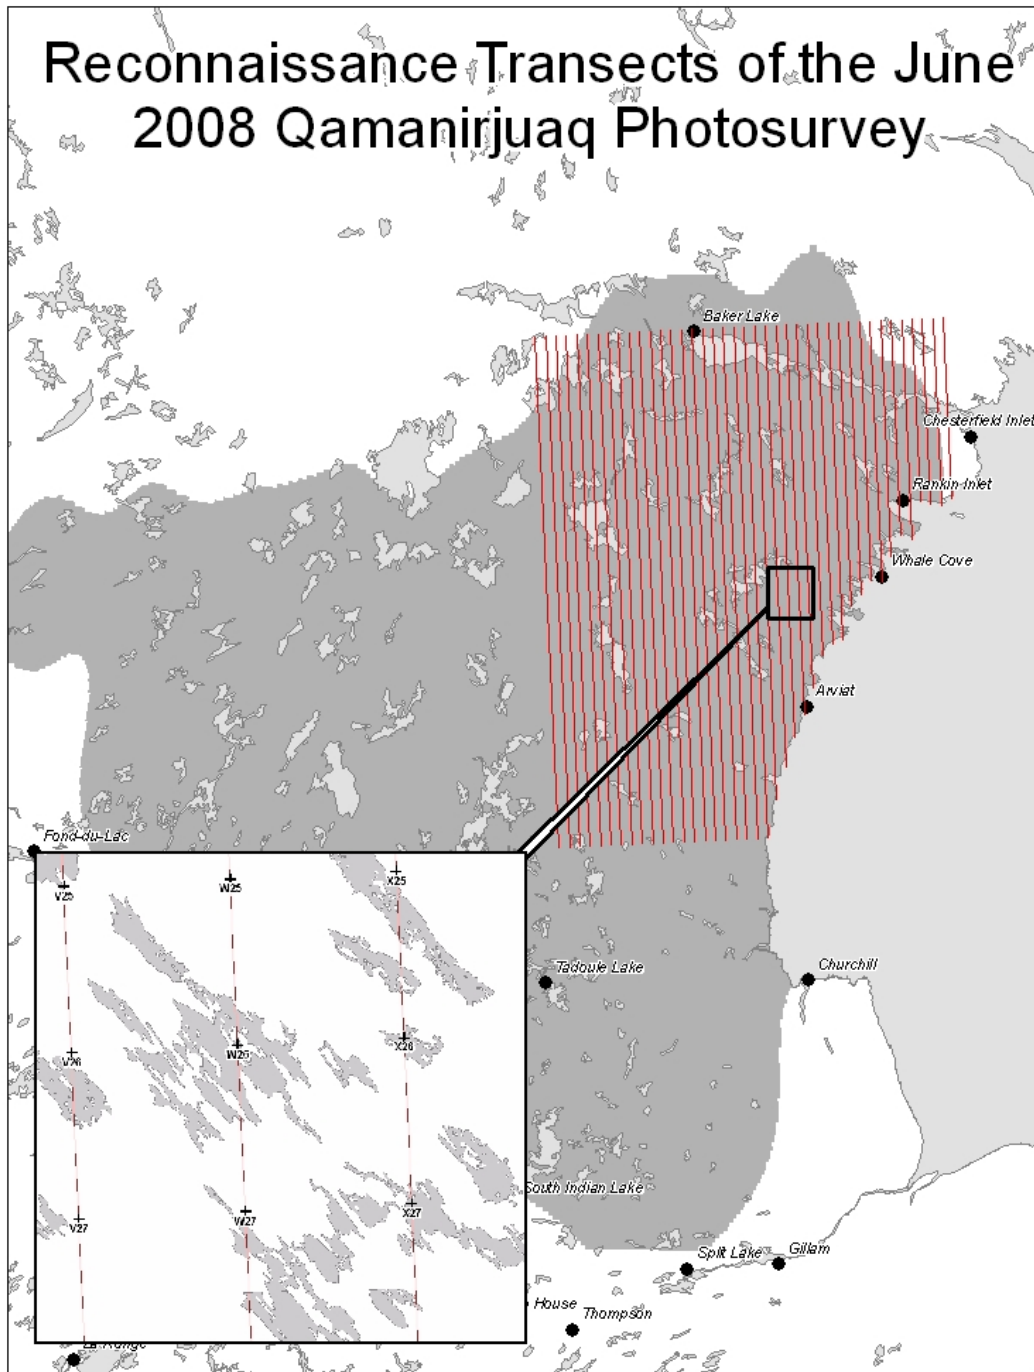 Reconnaissance Transects of the June
2008 Qamanirjuaq Photosurvey
Baker Lake
Chesterfield Inlet
Rankin Inlet
Whale Cove
Arviat
Fond-du-Lac
V25
W25
X25
Tadoule Lake
Churchill
V26
W26
X26
South Indian Lake
V27
W27
X27
Split Lake
Gillam
House
Thompson